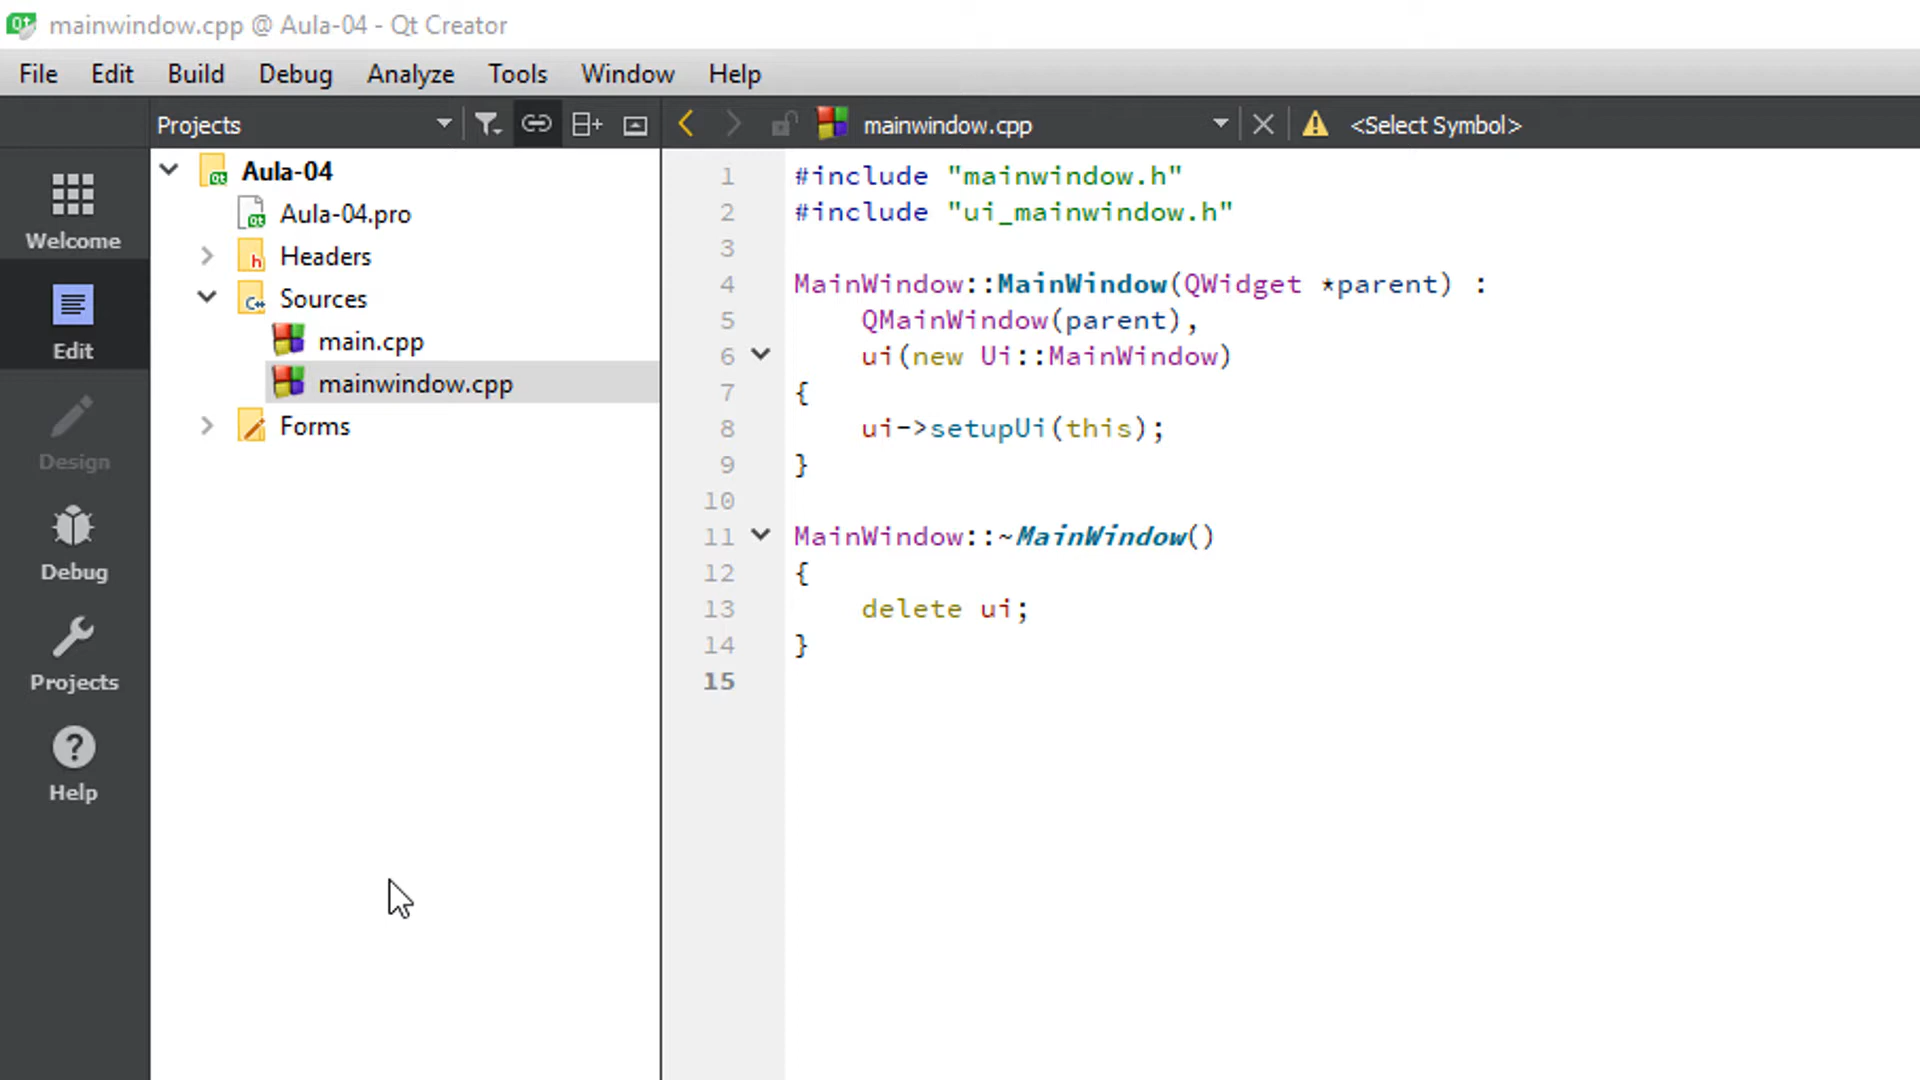 mainwindow.cpp @ Aula-04 - Qt Creator
File Edit Build Debug Analyze Tools Window Help
Projects
mainwindow.cpp
<Select Symbol>
Welcome
Edit
Design
Debug
Projects
Help
Aula-04
Aula-04.pro
Headers
Sources
main.cpp
mainwindow.cpp
Forms
1 #include "mainwindow.h"
2 #include "ui_mainwindow.h"
3
4 MainWindow::MainWindow(QWidget *parent) :
5     QMainWindow(parent),
6     ui(new Ui::MainWindow)
7 {
8     ui->setupUi(this);
9 }
10
11 MainWindow::~MainWindow()
12 {
13     delete ui;
14 }
15